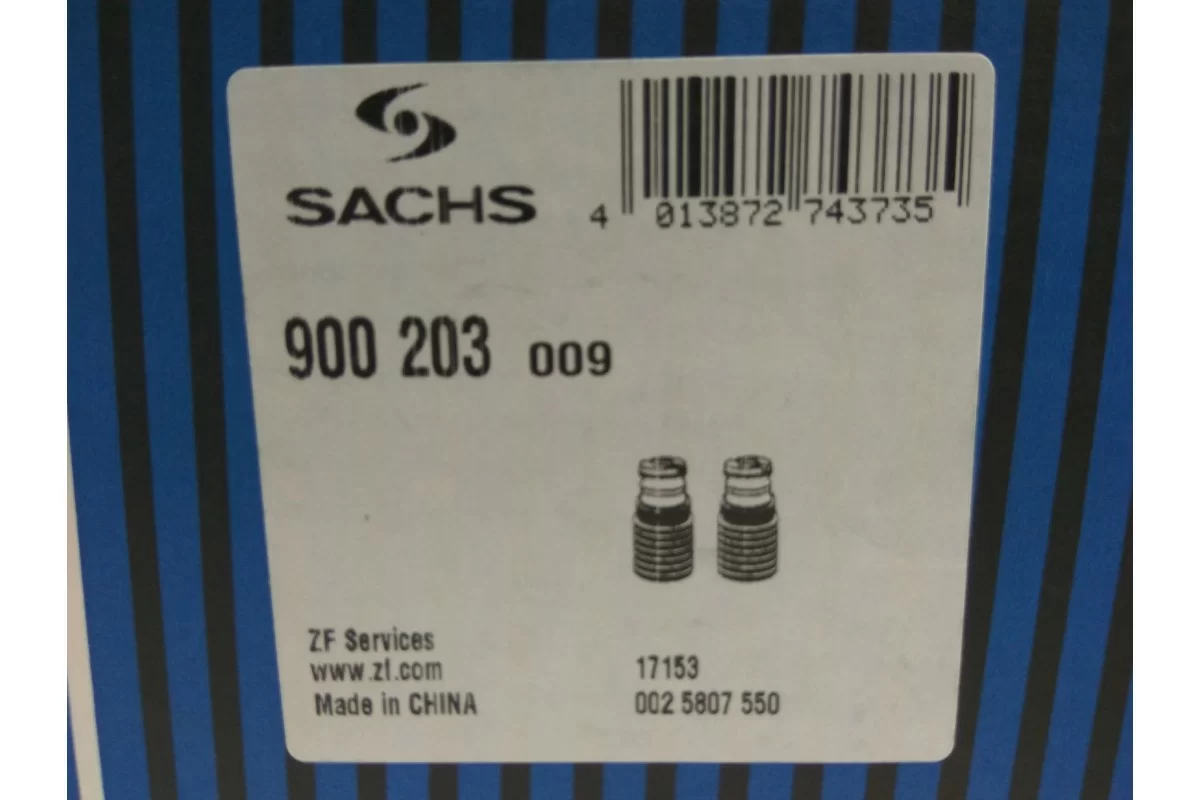 SACHS
4 013872 743735
900 203 009
ZF Services
www.zf.com
Made in CHINA
17153
002 5807 550